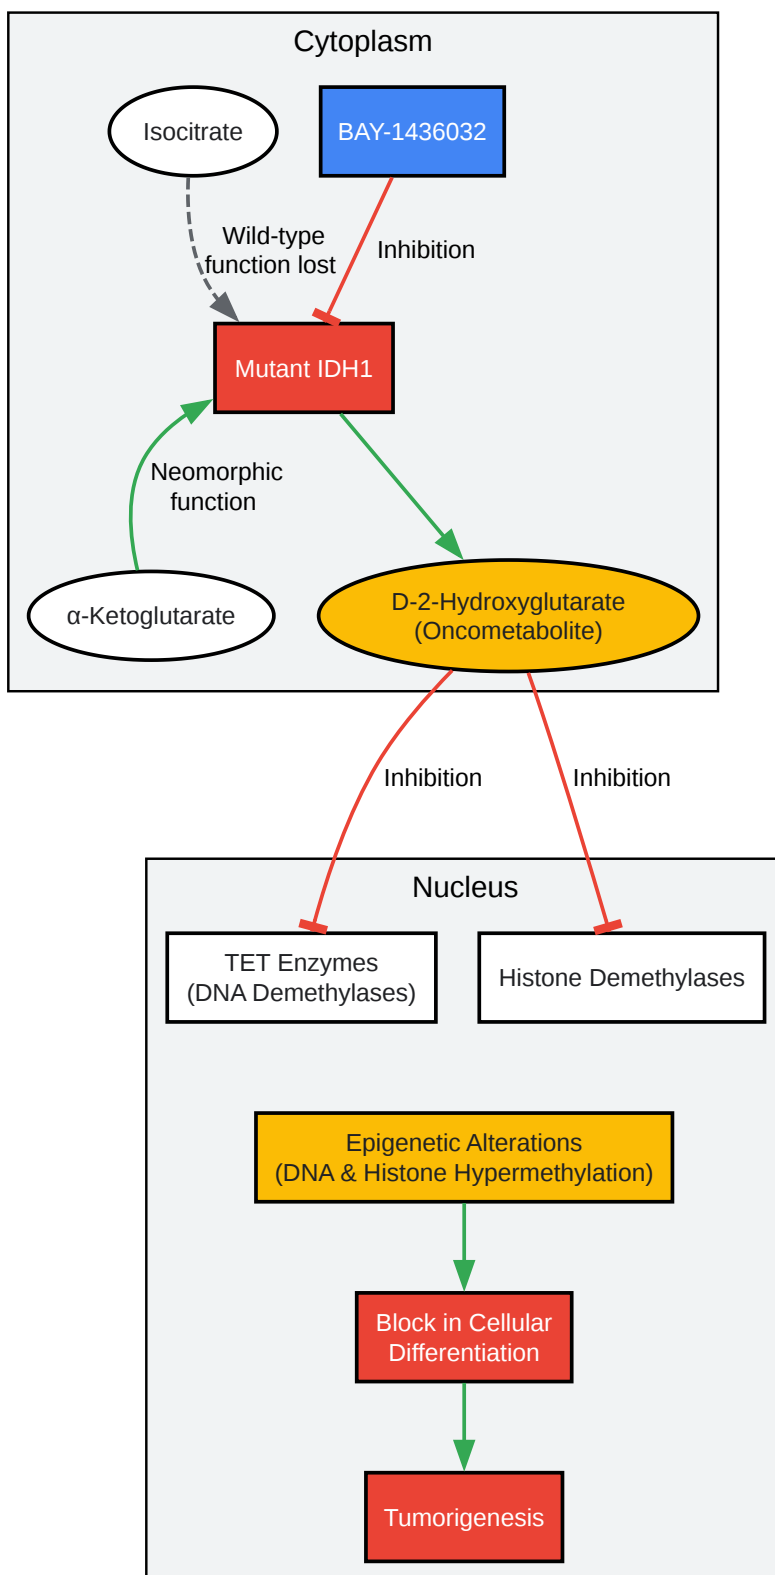 Cytoplasm
Isocitrate
BAY-1436032
Wild-type
function lost
Inhibition
Mutant IDH1
Neomorphic
function
α-Ketoglutarate
D-2-Hydroxyglutarate
(Oncometabolite)
Inhibition
Inhibition
Nucleus
TET Enzymes
(DNA Demethylases)
Histone Demethylases
Epigenetic Alterations
(DNA & Histone Hypermethylation)
Block in Cellular
Differentiation
Tumorigenesis